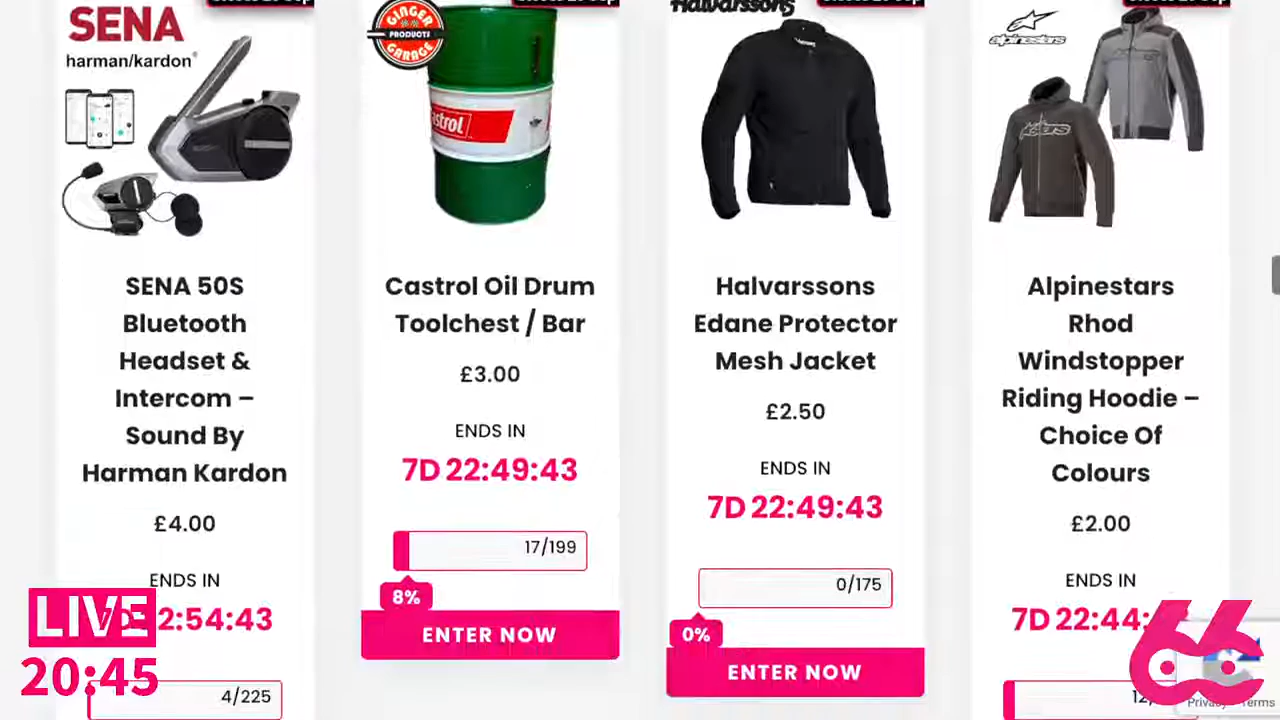 SENA
harman/kardon®
SENA 50S
Bluetooth
Headset &
Intercom –
Sound By
Harman Kardon
£4.00
ENDS IN
2:54:43
4/225
GINGER
PRODUCTS
GARAGE
Castrol Oil Drum
Toolchest / Bar
£3.00
ENDS IN
7D 22:49:43
17/199
8%
ENTER NOW
Halvarssons
Halvarssons
Edane Protector
Mesh Jacket
£2.50
ENDS IN
7D 22:49:43
0/175
0%
ENTER NOW
alpinestars
Alpinestars
Rhod
Windstopper
Riding Hoodie –
Choice Of
Colours
£2.00
ENDS IN
7D 22:44:
LIVE
20:45
66
Terms